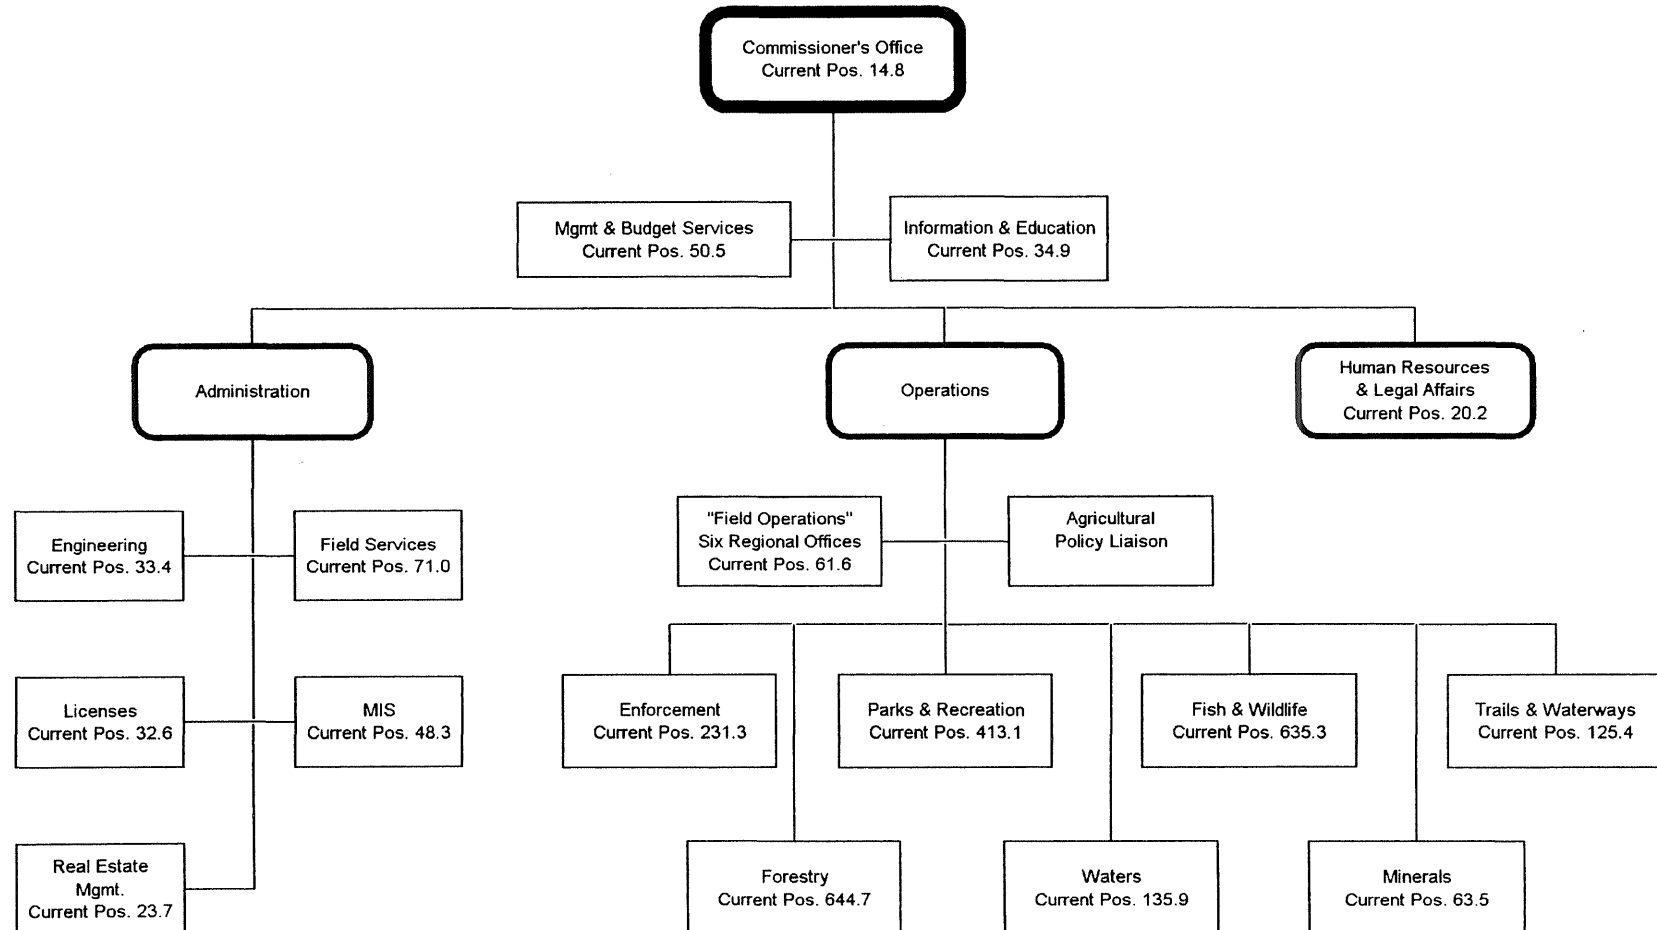 Commissioner's Office
Current Pos. 14.8
Mgmt & Budget Services
Current Pos. 50.5
Information & Education
Current Pos. 34.9
Administration
Operations
Human Resources
& Legal Affairs
Current Pos. 20.2
Engineering
Current Pos. 33.4
Field Services
Current Pos. 71.0
"Field Operations"
Six Regional Offices
Current Pos. 61.6
Agricultural
Policy Liaison
Licenses
Current Pos. 32.6
MIS
Current Pos. 48.3
Enforcement
Current Pos. 231.3
Parks & Recreation
Current Pos. 413.1
Fish & Wildlife
Current Pos. 635.3
Trails & Waterways
Current Pos. 125.4
Real Estate
Mgmt.
Current Pos. 23.7
Forestry
Current Pos. 644.7
Waters
Current Pos. 135.9
Minerals
Current Pos. 63.5